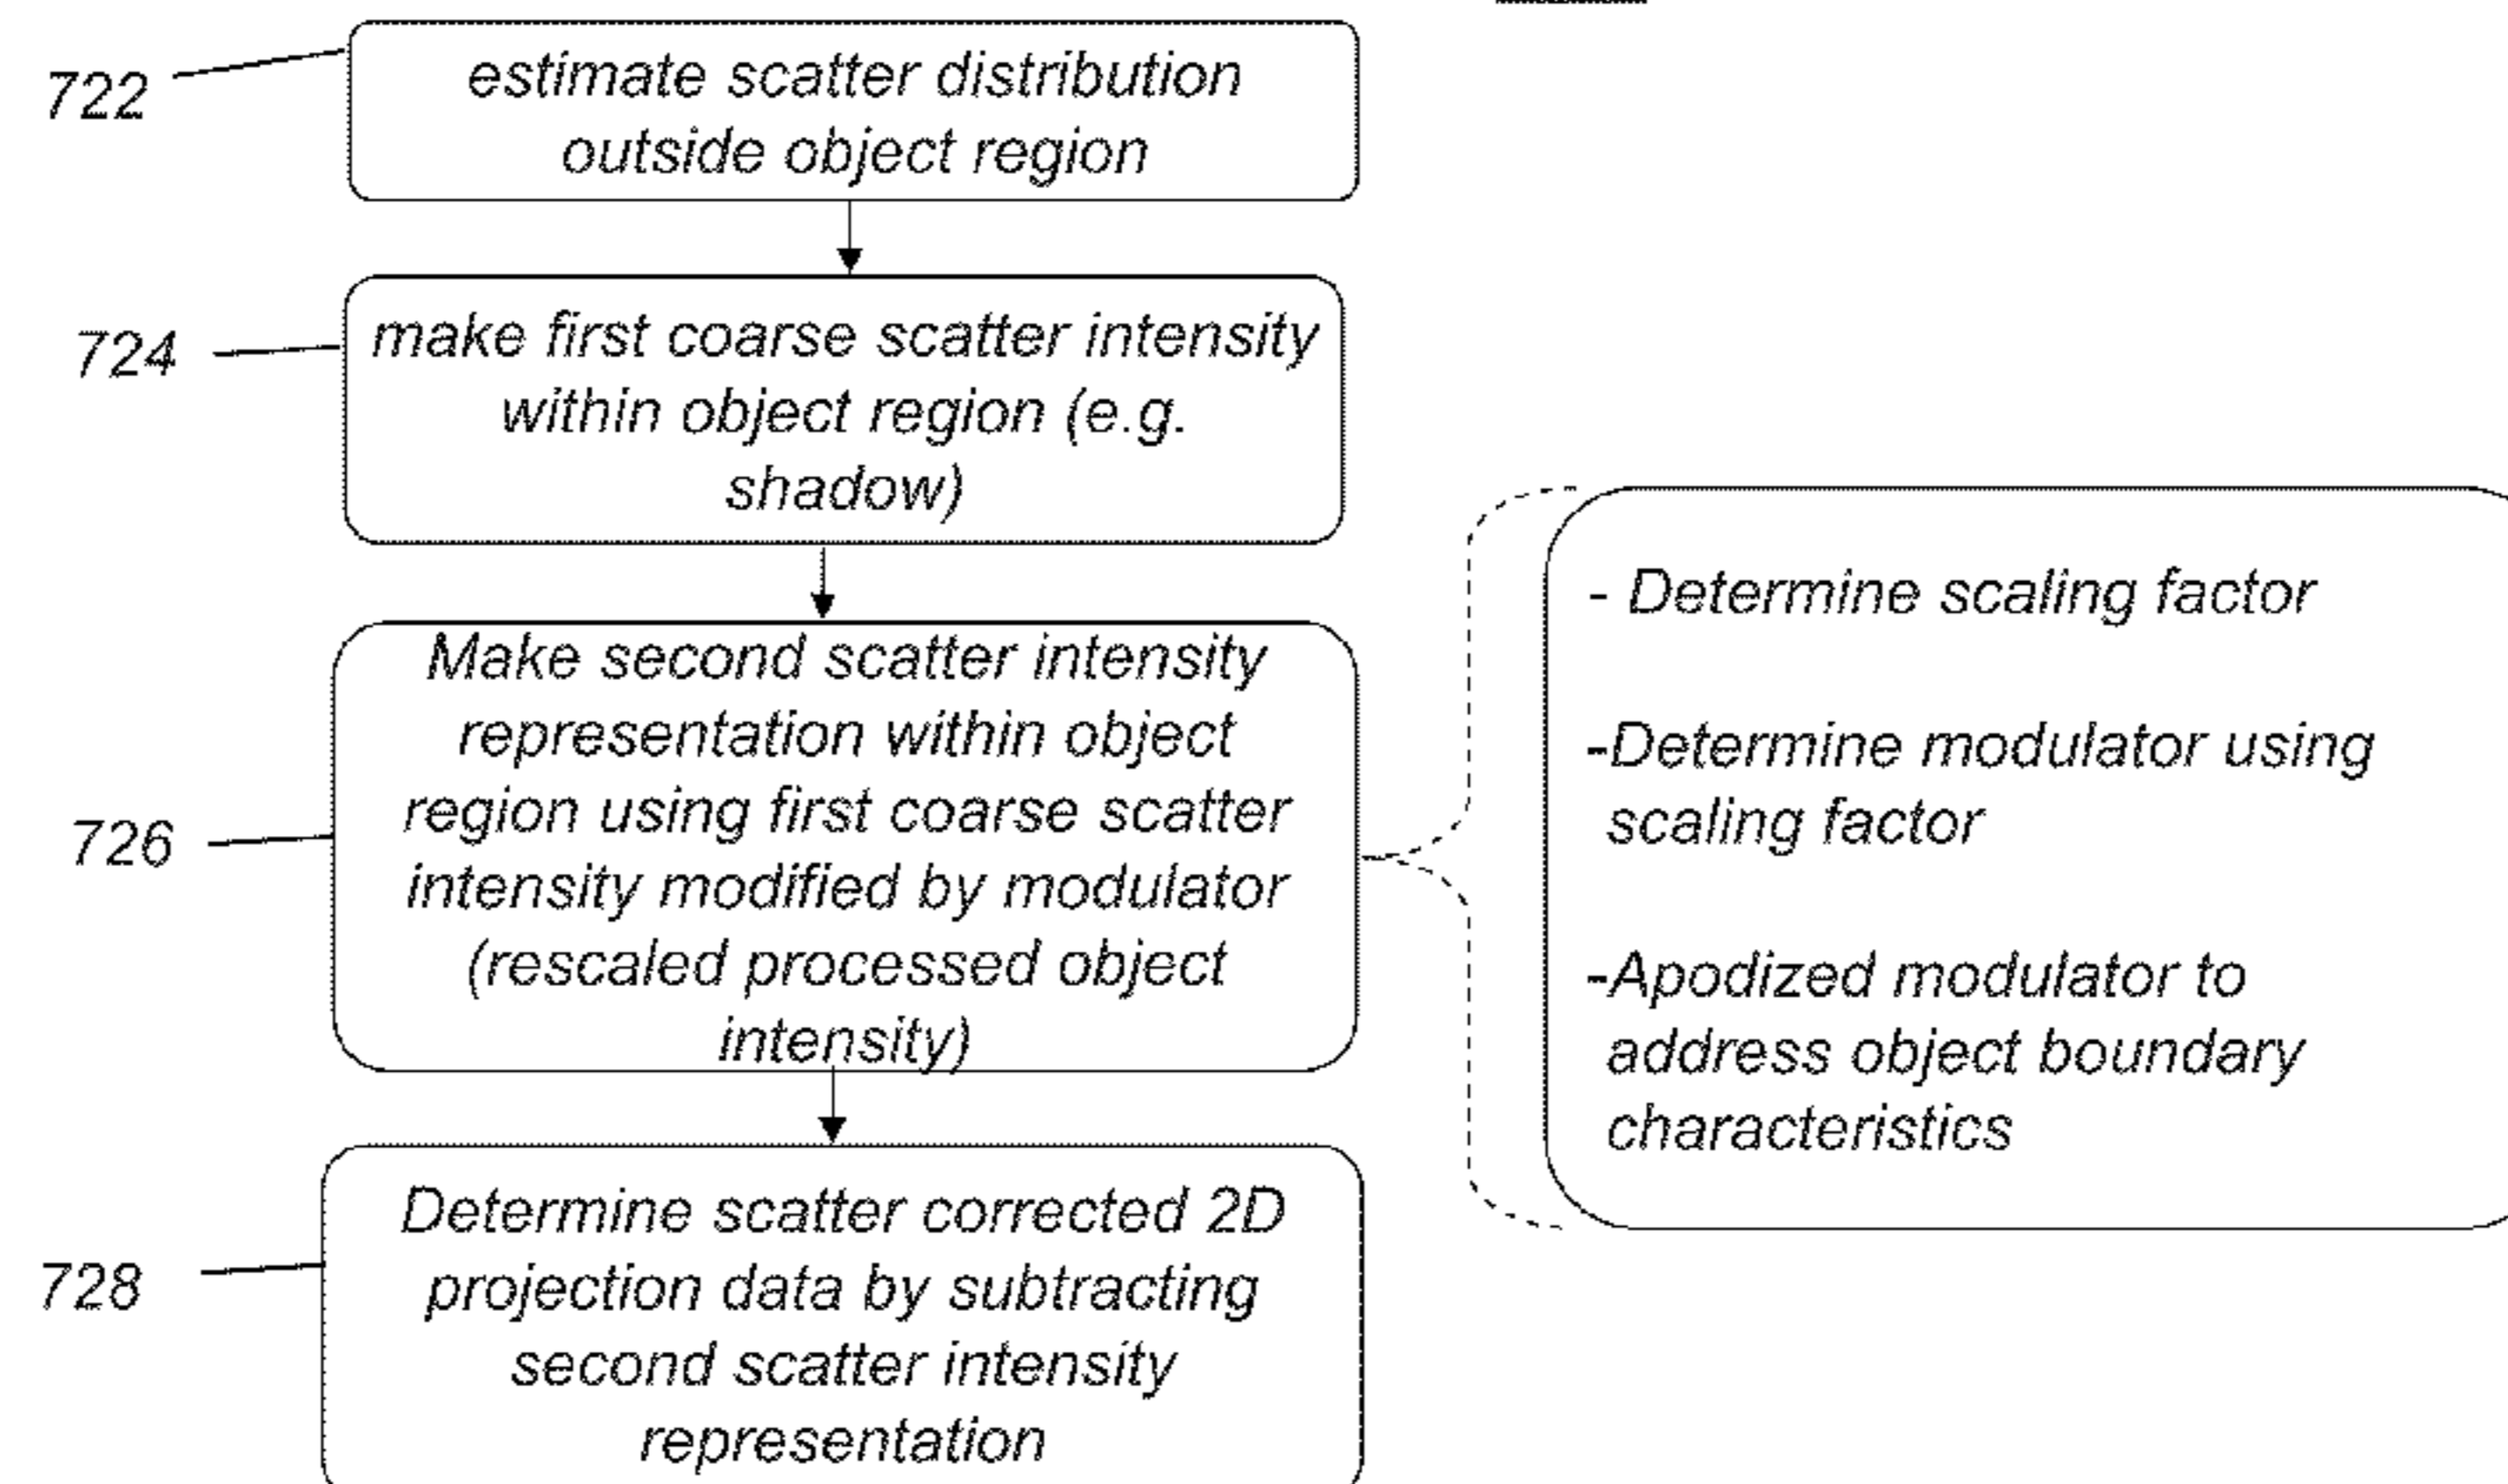 722
estimate scatter distribution
outside object region
724
make first coarse scatter intensity
within object region (e.g.
shadow)
726
Make second scatter intensity
representation within object
region using first coarse scatter
intensity modified by modulator
(rescaled processed object
intensity)
- Determine scaling factor
-Determine modulator using
scaling factor
-Apodized modulator to
address object boundary
characteristics
728
Determine scatter corrected 2D
projection data by subtracting
second scatter intensity
representation